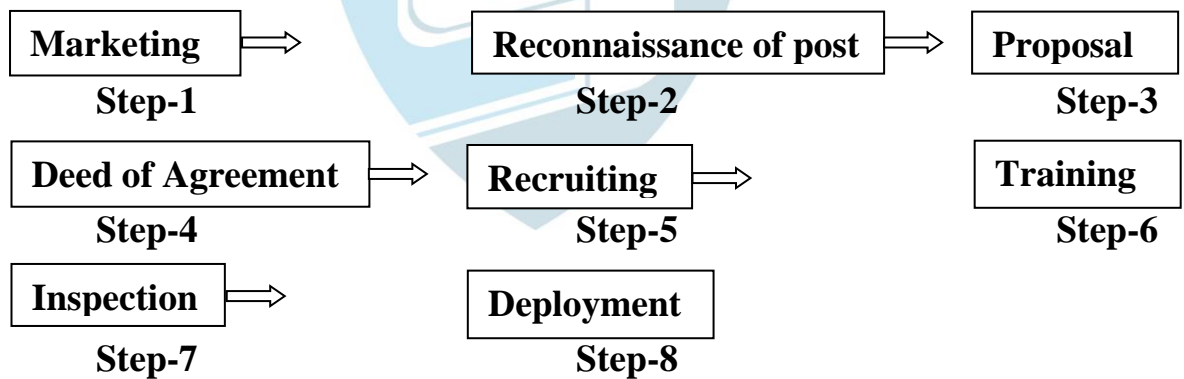 Marketing Reconnaissance of post Proposal
Step-1 Step-2 Step-3
Deed of Agreement Recruiting Training
Step-4 Step-5 Step-6
Inspection Deployment
Step-7 Step-8